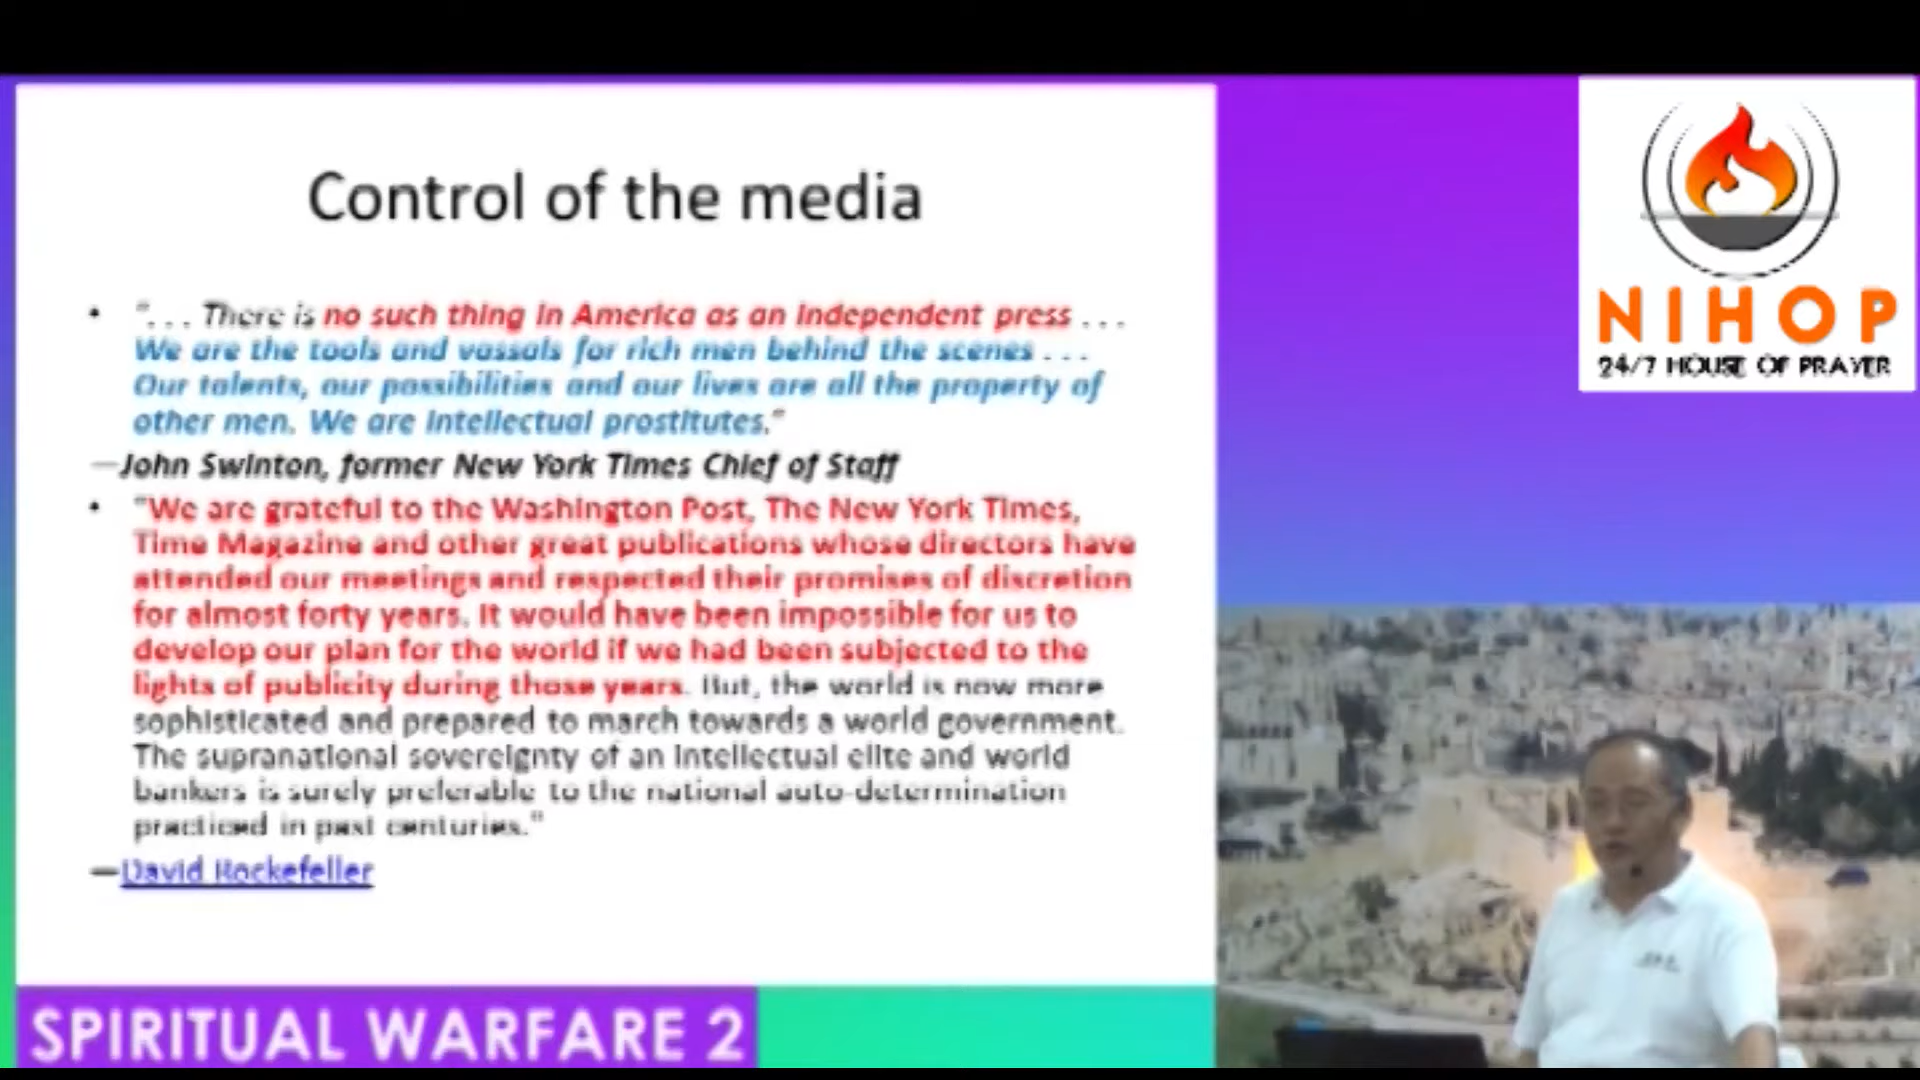 Control of the media
• ". . . There is no such thing in America as an independent press . . .
We are the tools and vassals for rich men behind the scenes . . .
Our talents, our possibilities and our lives are all the property of
other men. We are intellectual prostitutes."
—John Swinton, former New York Times Chief of Staff
• "We are grateful to the Washington Post, The New York Times,
Time Magazine and other great publications whose directors have
attended our meetings and respected their promises of discretion
for almost forty years. It would have been impossible for us to
develop our plan for the world if we had been subjected to the
lights of publicity during those years. But, the world is now more
sophisticated and prepared to march towards a world government.
The supranational sovereignty of an intellectual elite and world
bankers is surely preferable to the national auto-determination
practiced in past centuries."
—David Rockefeller
SPIRITUAL WARFARE 2
NIHOP
24/7 HOUSE OF PRAYER